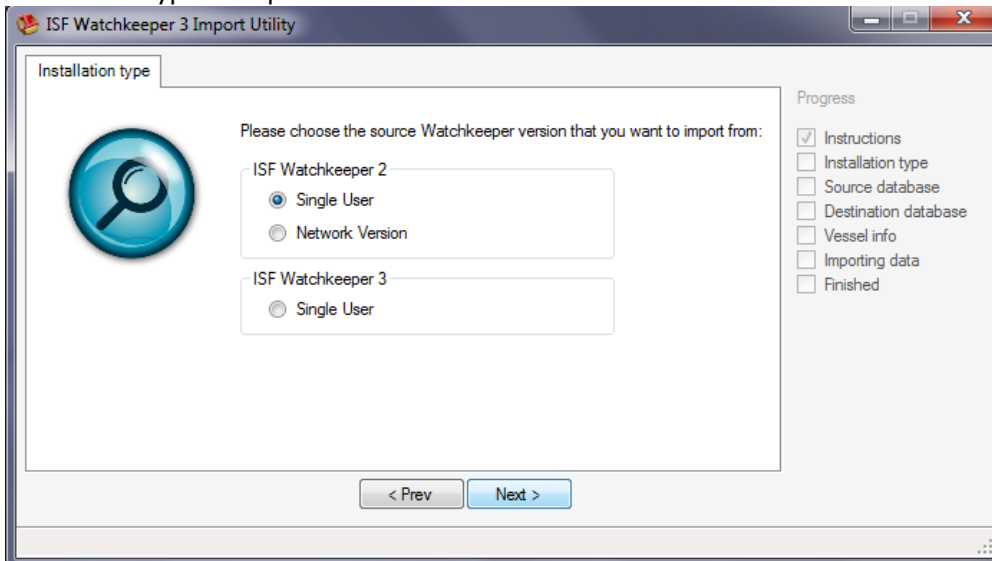 ISF Watchkeeper 3 Import Utility
Installation type
Please choose the source Watchkeeper version that you want to import from:
ISF Watchkeeper 2
Single User
Network Version
ISF Watchkeeper 3
Single User
Progress
Instructions
Installation type
Source database
Destination database
Vessel info
Importing data
Finished
< Prev
Next >